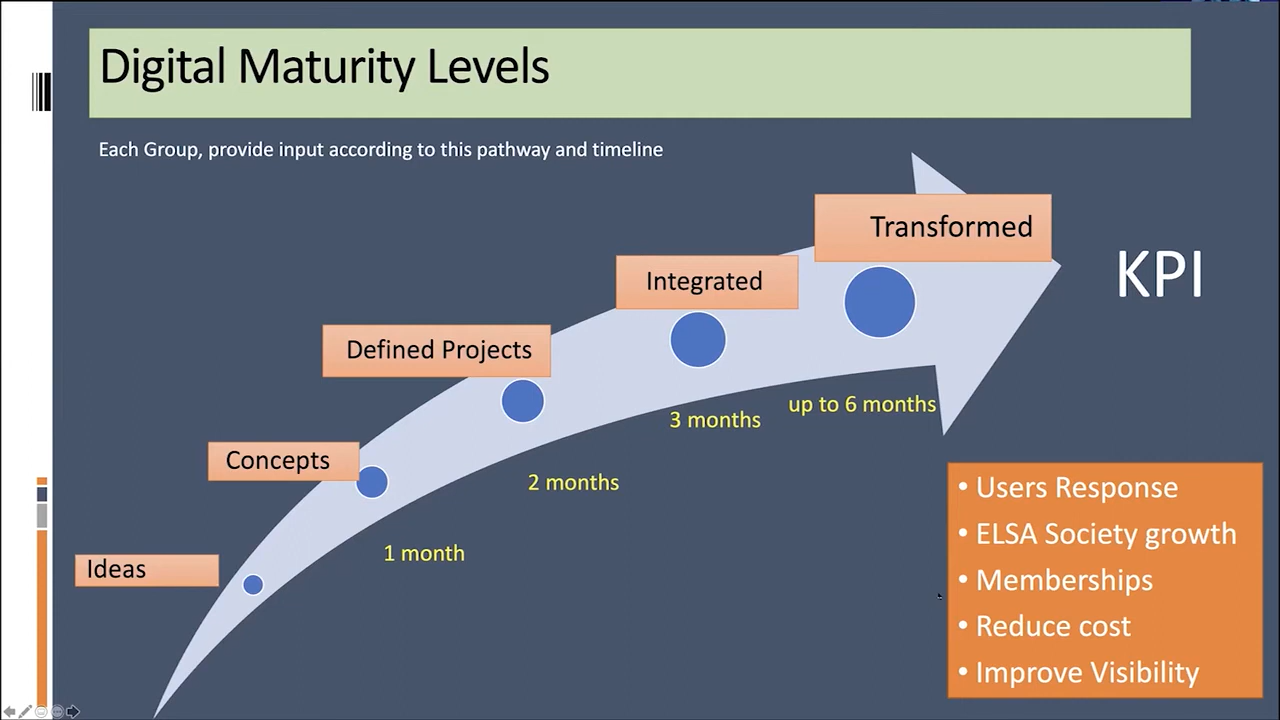 Digital Maturity Levels
Each Group, provide input according to this pathway and timeline
Transformed
KPI
Integrated
Defined Projects
up to 6 months
3 months
Concepts
2 months
1 month
Ideas
• Users Response
• ELSA Society growth
• Memberships
• Reduce cost
• Improve Visibility